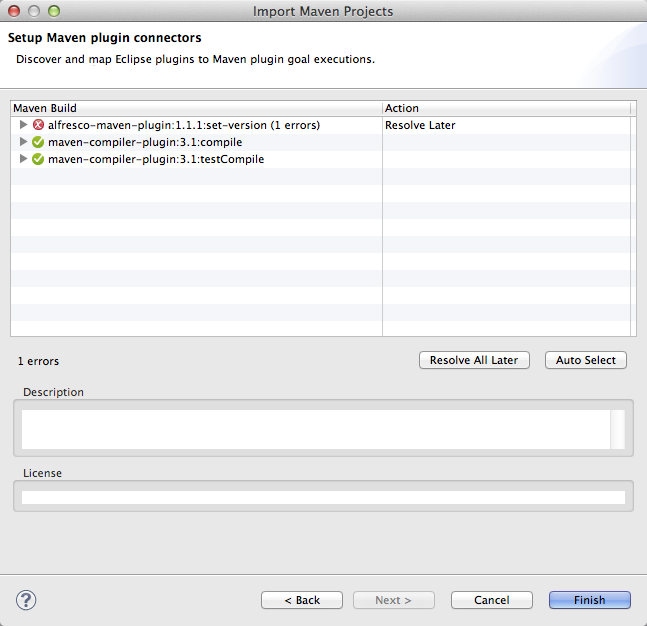 Import Maven Projects
Setup Maven plugin connectors
Discover and map Eclipse plugins to Maven plugin goal executions.
Maven Build Action
alfresco-maven-plugin:1.1.1:set-version (1 errors) Resolve Later
maven-compiler-plugin:3.1:compile
maven-compiler-plugin:3.1:testCompile
1 errors Resolve All Later Auto Select
Description
License
? < Back Next > Cancel Finish